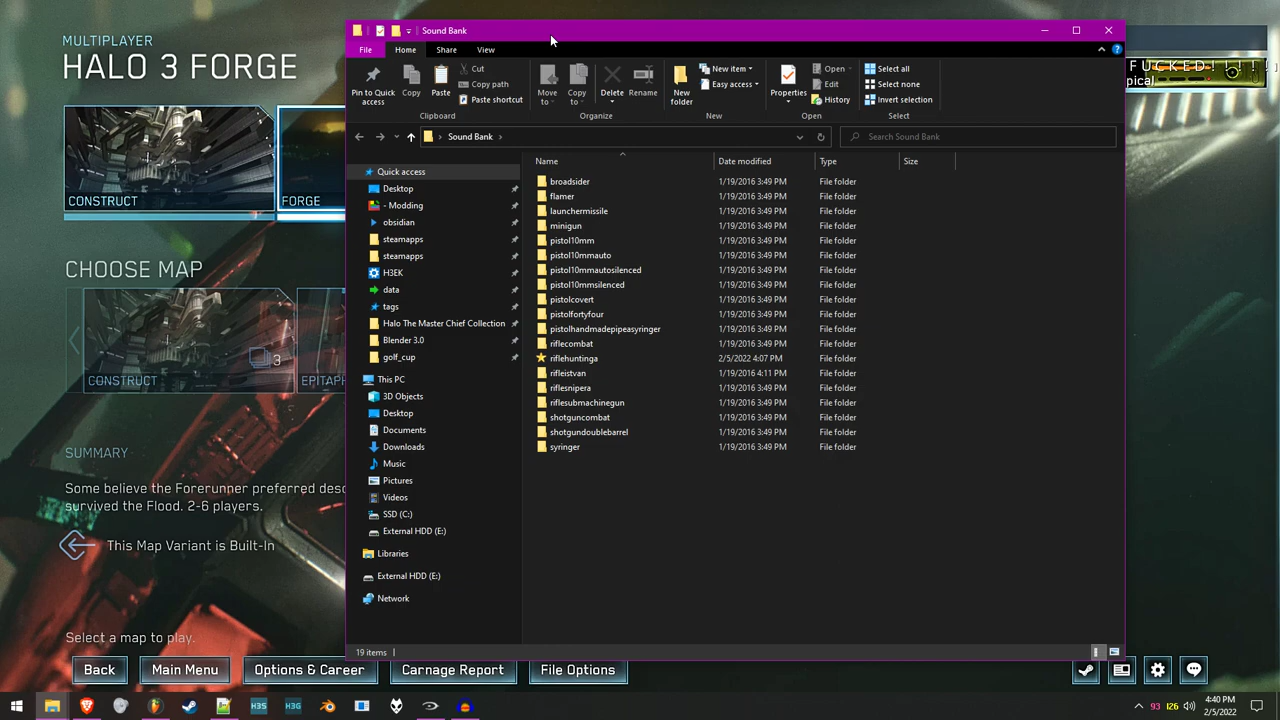 MULTIPLAYER
HALO 3 FORGE
CONSTRUCT
FORGE
CHOOSE MAP
3
CONSTRUCT
EPITAPH
SUMMARY
Some believe the Forerunner preferred
survived the Flood. 2-6 players.
This Map Variant is Built-In
Select a map to play.
Back
Main Menu
Options & Career
Carnage Report
File Options
FUCKED! ! ! ! !
pical
Sound Bank
File
Home
Share
View
Pin to Quick access
Copy
Paste
Cut
Copy path
Paste shortcut
Clipboard
Move to
Copy to
Delete
Rename
Organize
New folder
New item
Easy access
New
Properties
Open
Edit
History
Open
Select all
Select none
Invert selection
Select
Sound Bank
Search Sound Bank
Quick access
Desktop
- Modding
obsidian
steamapps
steamapps
H3EK
data
tags
Halo The Master Chief Collection
Blender 3.0
golf_cup
This PC
3D Objects
Desktop
Documents
Downloads
Music
Pictures
Videos
SSD (C:)
External HDD (E:)
Libraries
External HDD (E:)
Network
Name Date modified Type Size
broadsider 1/19/2016 3:49 PM File folder
flamer 1/19/2016 3:49 PM File folder
launchermissile 1/19/2016 3:49 PM File folder
minigun 1/19/2016 3:49 PM File folder
pistol10mm 1/19/2016 3:49 PM File folder
pistol10mmauto 1/19/2016 3:49 PM File folder
pistol10mmautosilenced 1/19/2016 3:49 PM File folder
pistol10mmsilenced 1/19/2016 3:49 PM File folder
pistolcovert 1/19/2016 3:49 PM File folder
pistolfortyfour 1/19/2016 3:49 PM File folder
pistolhandmadepipeasyringer 1/19/2016 3:49 PM File folder
riflecombat 1/19/2016 3:49 PM File folder
riflehuntinga 2/5/2022 4:07 PM File folder
rifleistvan 1/19/2016 4:11 PM File folder
riflesnipera 1/19/2016 3:49 PM File folder
riflesubmachinegun 1/19/2016 3:49 PM File folder
shotguncombat 1/19/2016 3:49 PM File folder
shotgundoublebarrel 1/19/2016 3:49 PM File folder
syringer 1/19/2016 3:49 PM File folder
19 items
H3S
H3G
93
126
4:40 PM
2/5/2022